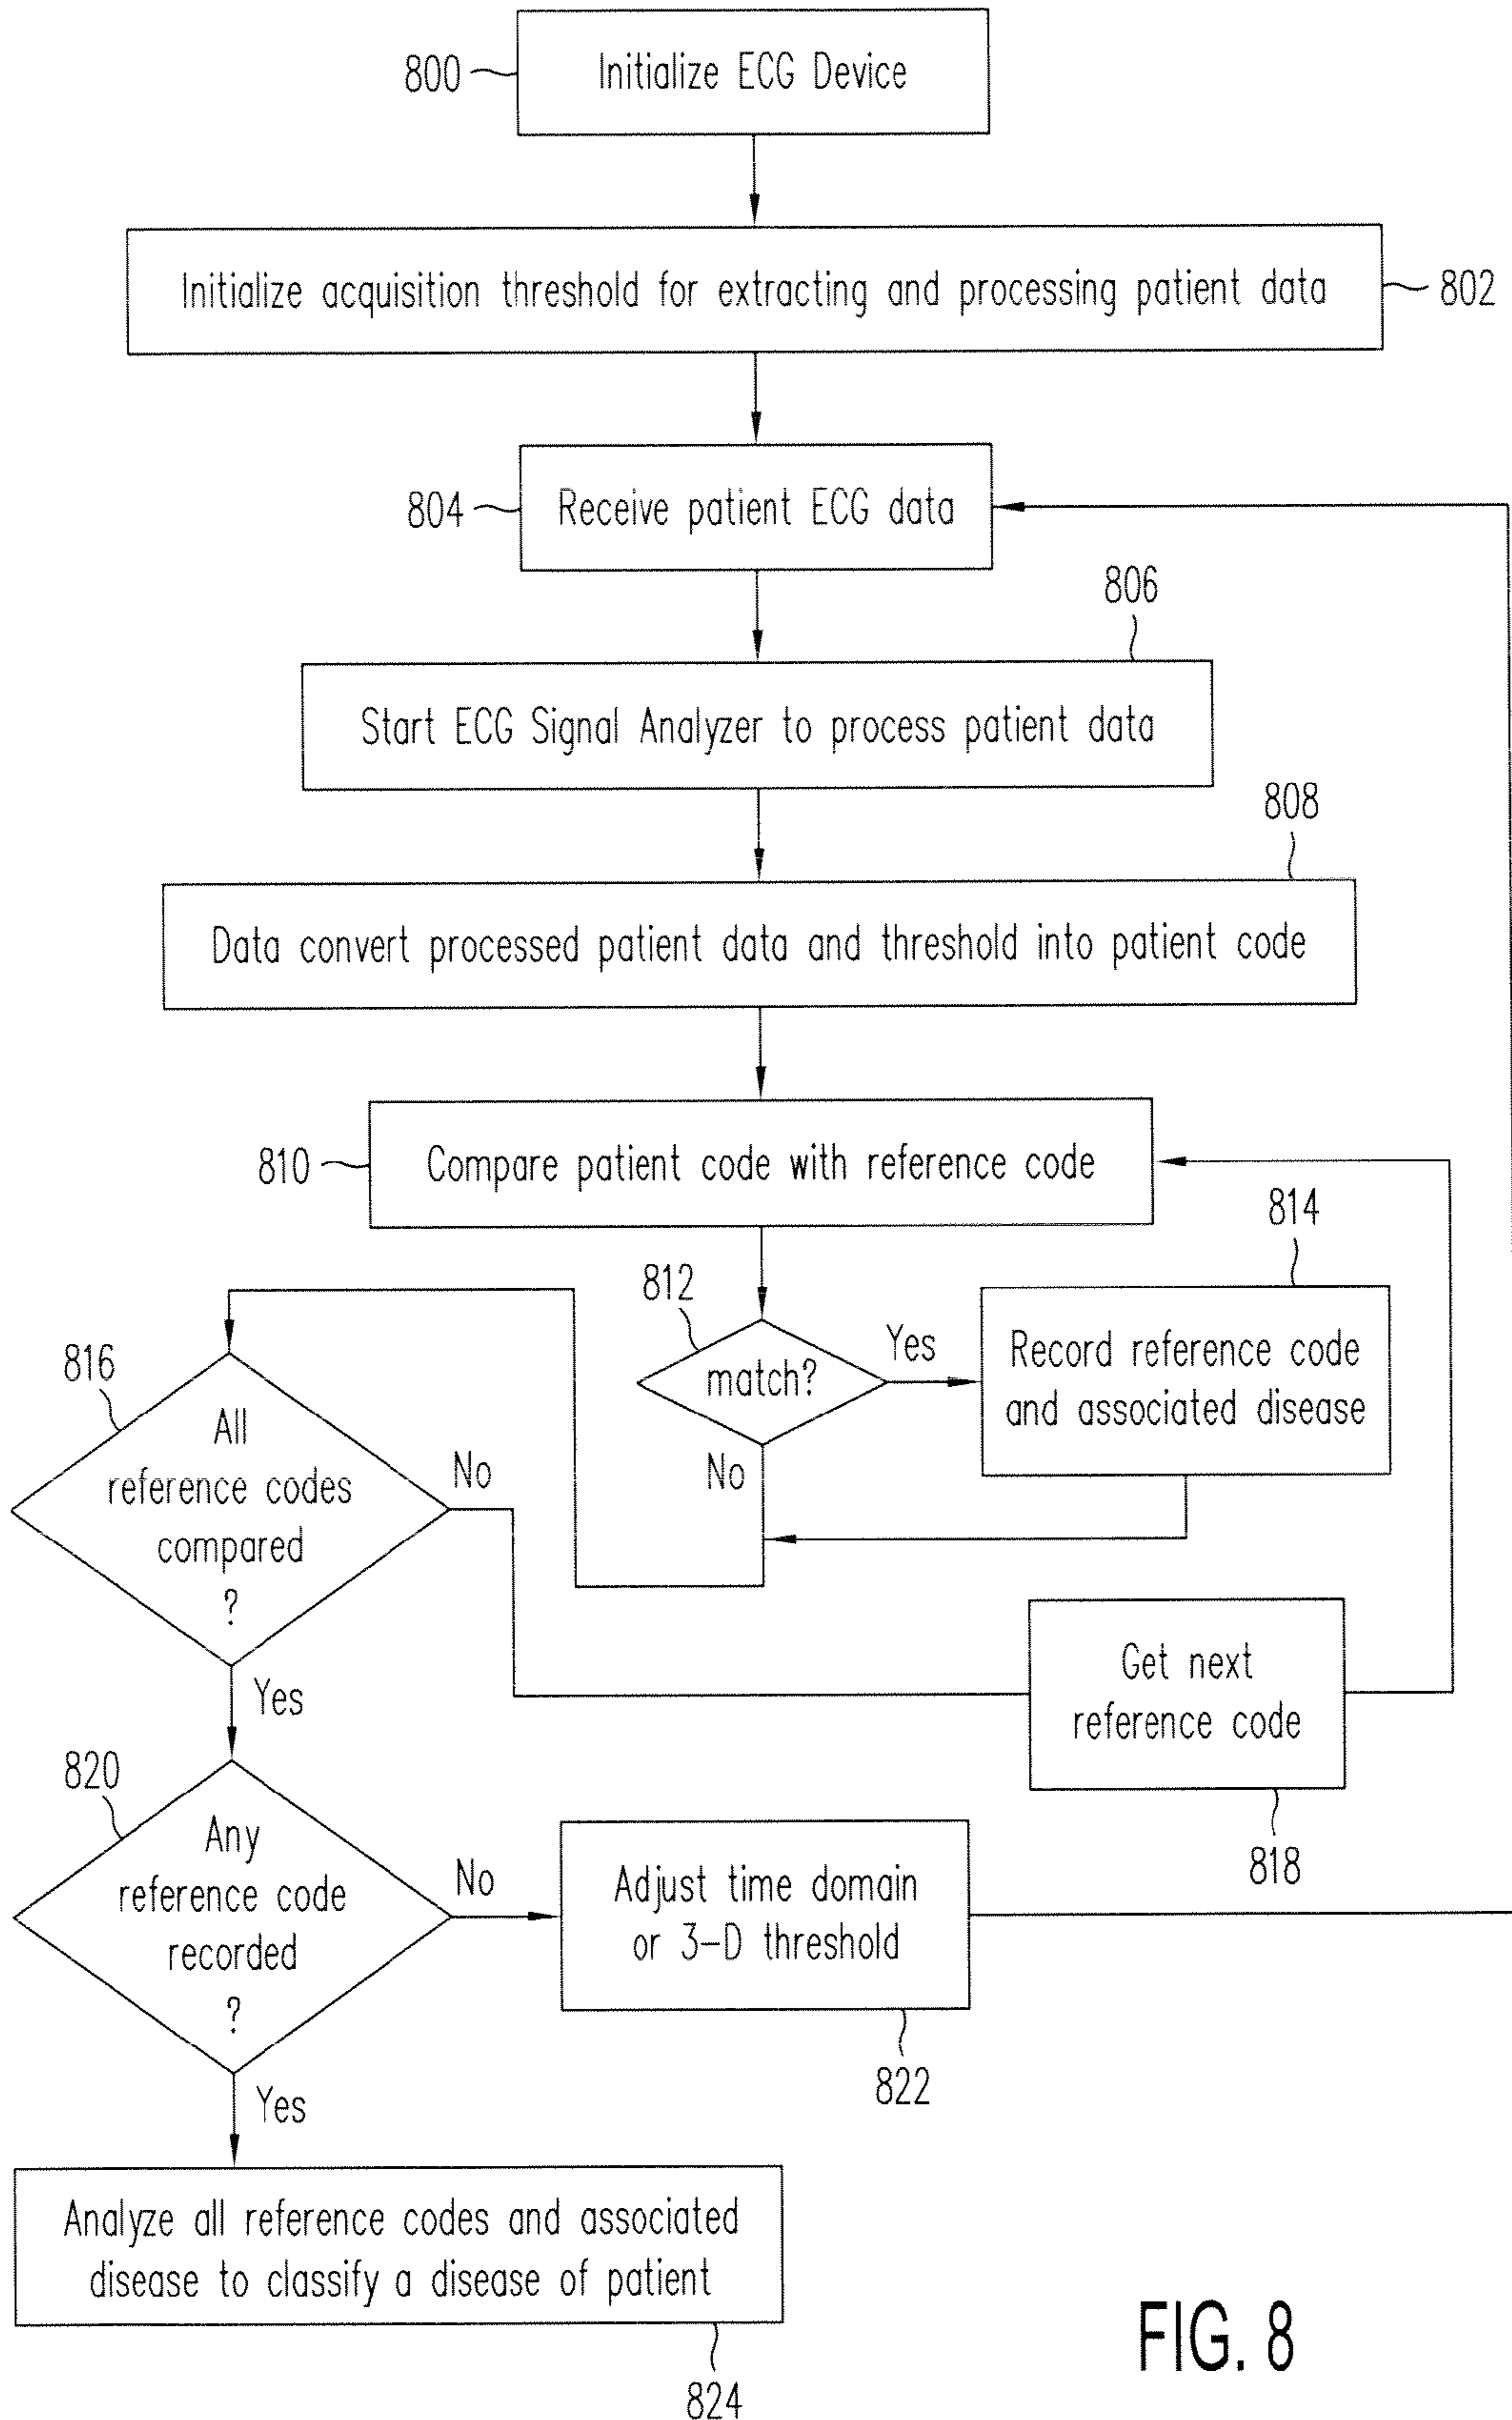 800
Initialize ECG Device
Initialize acquisition threshold for extracting and processing patient data
802
804
Receive patient ECG data
806
Start ECG Signal Analyzer to process patient data
808
Data convert processed patient data and threshold into patient code
810
Compare patient code with reference code
814
812
match?
Yes
No
Record reference code
and associated disease
816
All
reference codes
compared
?
No
Yes
Get next
reference code
818
820
Any
reference code
recorded
?
No
Yes
Adjust time domain
or 3-D threshold
822
Analyze all reference codes and associated
disease to classify a disease of patient
824
FIG. 8